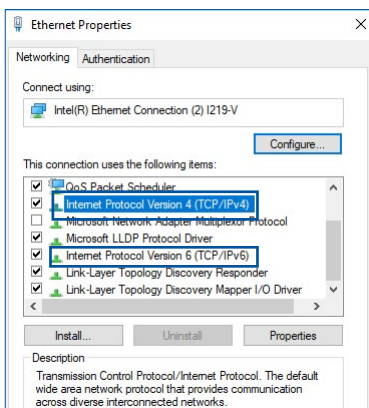 Ethernet Properties
Networking Authentication
Connect using:
Intel(R) Ethernet Connection (2) I219-V
Configure...
This connection uses the following items:
QoS Packet Scheduler
Internet Protocol Version 4 (TCP/IPv4)
Microsoft Network Adapter Multiplexor Protocol
Microsoft LLDP Protocol Driver
Internet Protocol Version 6 (TCP/IPv6)
Link-Layer Topology Discovery Responder
Link-Layer Topology Discovery Mapper I/O Driver
Install... Uninstall Properties
Description
Transmission Control Protocol/Internet Protocol. The default
wide area network protocol that provides communication
across diverse interconnected networks.